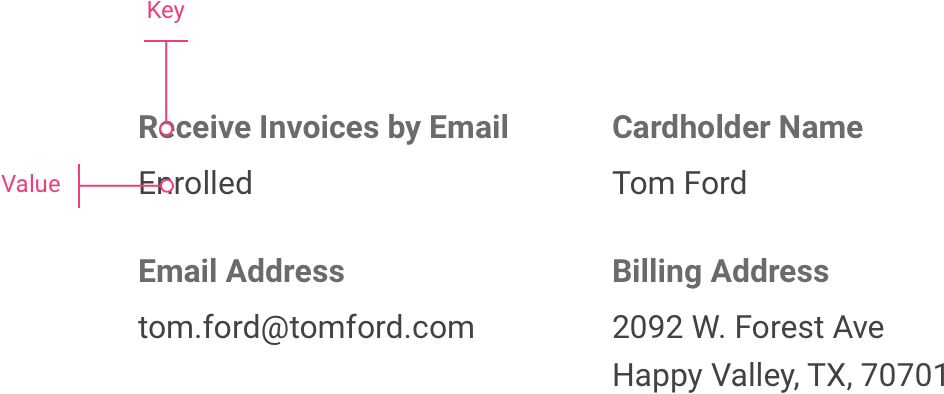 Key
Receive Invoices by Email
Cardholder Name
Value
Enrolled
Tom Ford
Email Address
Billing Address
tom.ford@tomford.com
2092 W. Forest Ave
Happy Valley, TX, 70701